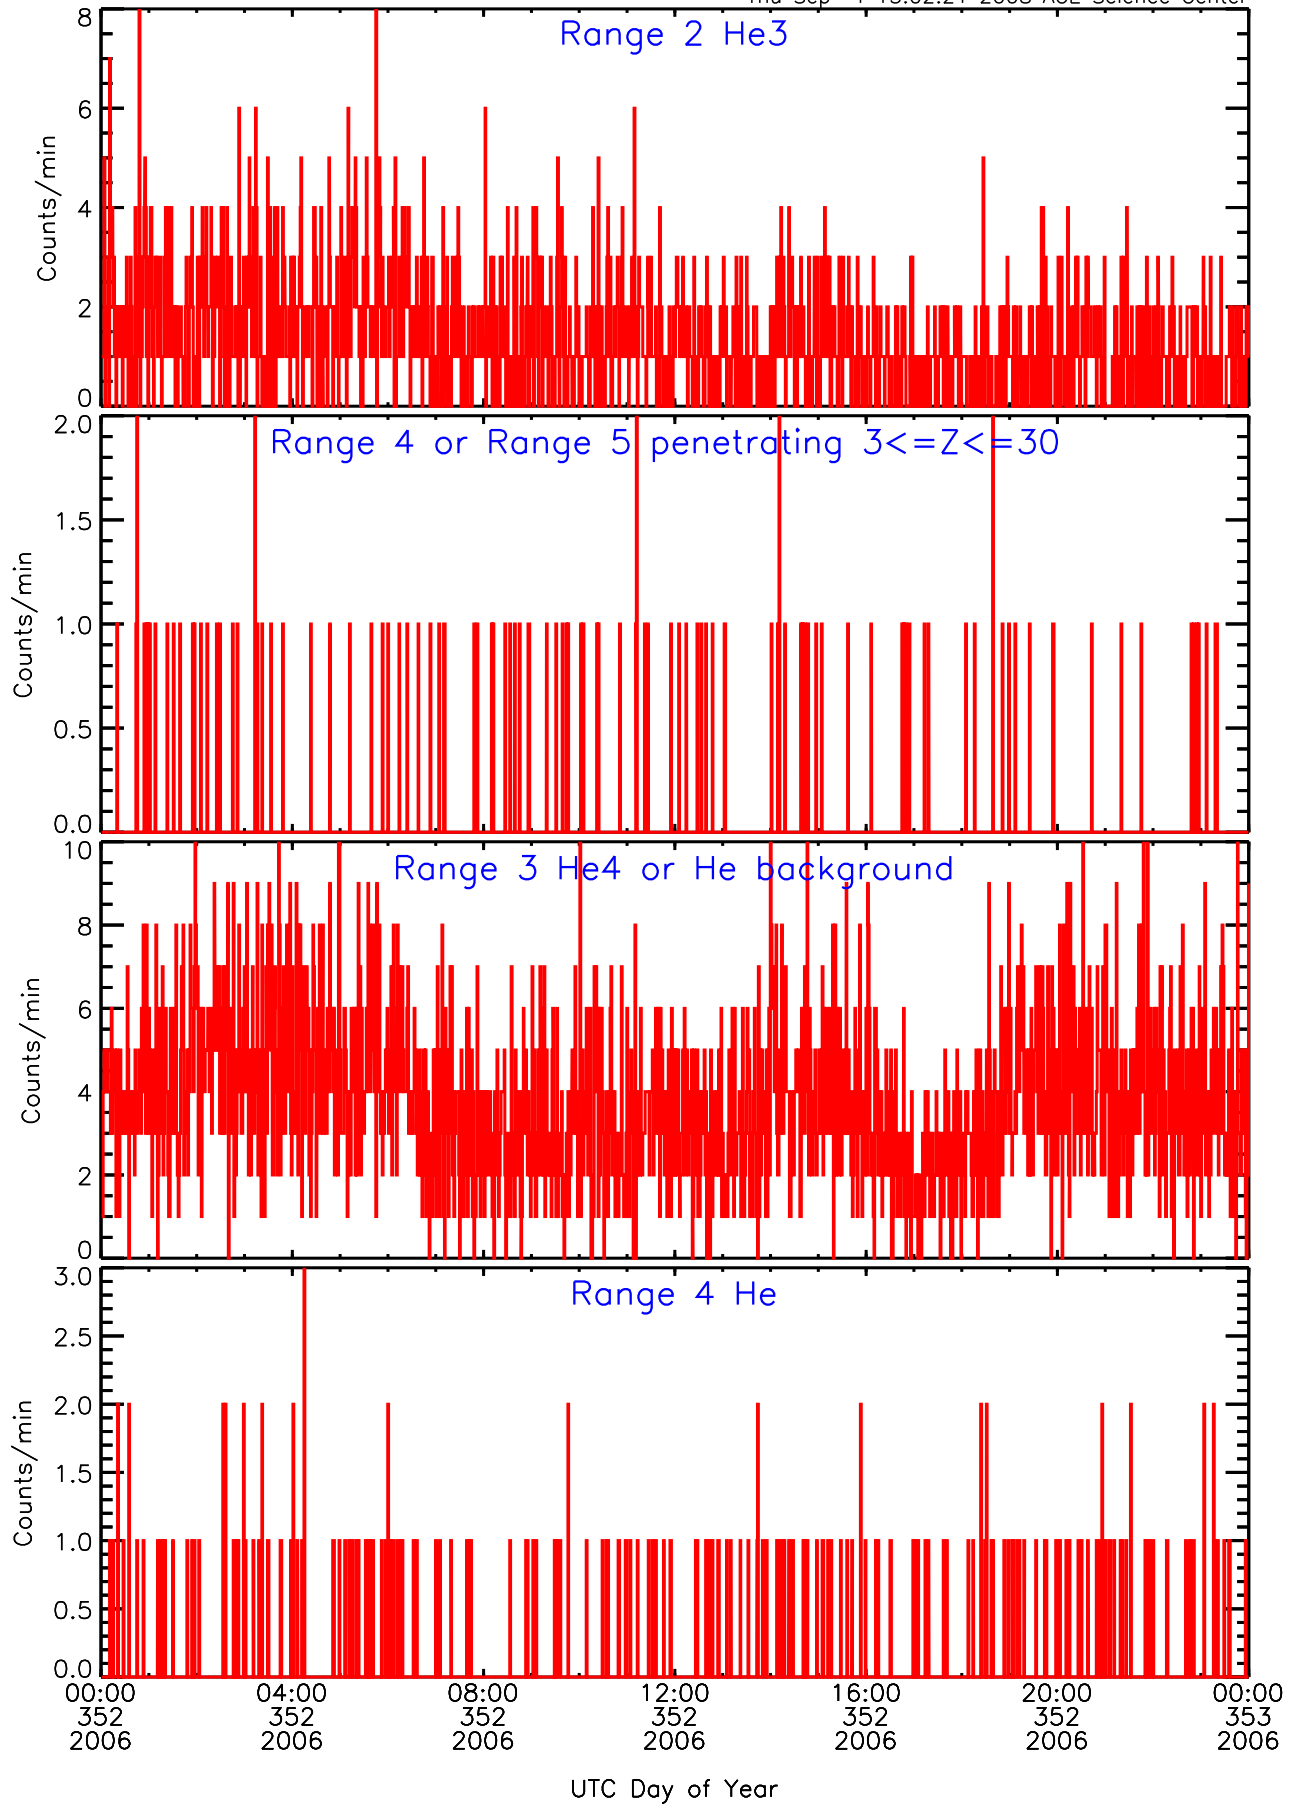 Range 2 He3
8
6
4
2
0
Counts/min
Range 4 or Range 5 penetrating 3<=Z<=30
2.0
1.5
1.0
0.5
0.0
Counts/min
Range 3 He4 or He background
10
8
6
4
2
0
Counts/min
Range 4 He
3.0
2.5
2.0
1.5
1.0
0.5
0.0
Counts/min
00:00 04:00 08:00 12:00 16:00 20:00 00:00
352 352 352 352 352 352 353
2006 2006 2006 2006 2006 2006 2006
UTC Day of Year